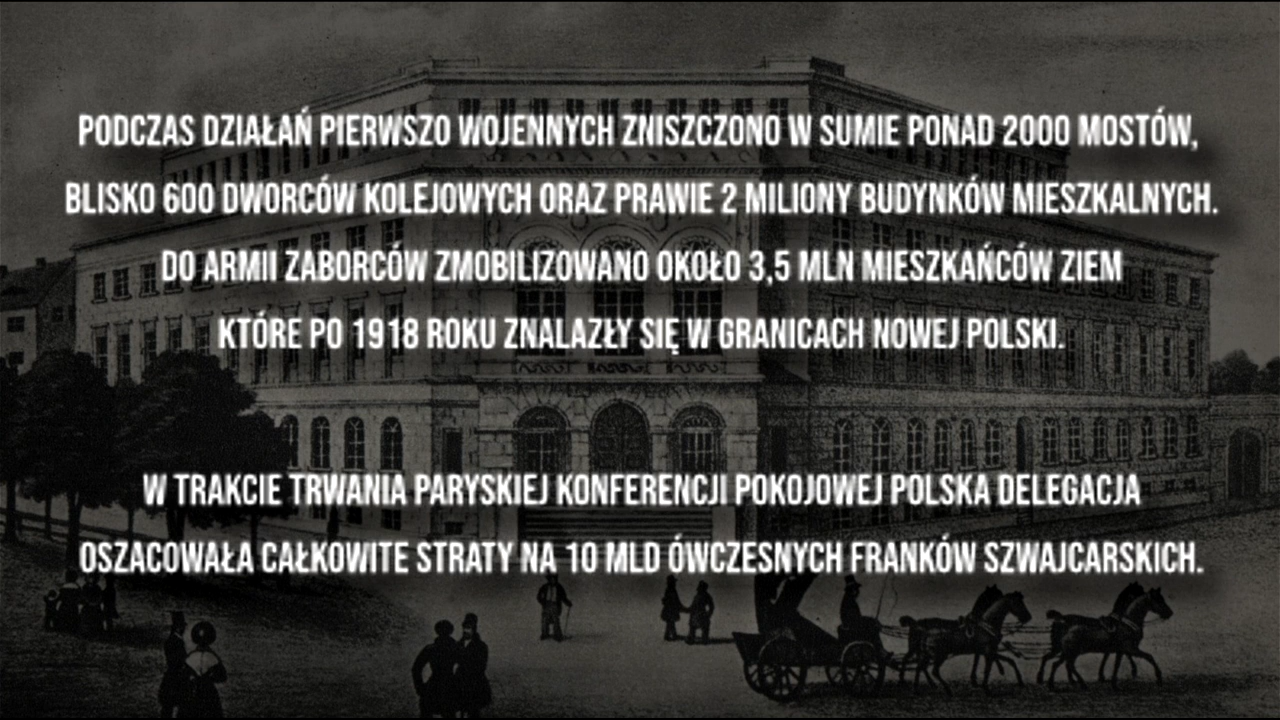 PODCZAS DZIAŁAŃ PIERWSZO WOJENNYCH ZNISZCZONO W SUMIE PONAD 2000 MOSTÓW,
BLISKO 600 DWORCÓW KOLEJOWYCH ORAZ PRAWIE 2 MILIONY BUDYNKÓW MIESZKALNYCH.
DO ARMII ZABORCÓW ZMOBILIZOWANO OKOŁO 3,5 MLN MIESZKAŃCÓW ZIEM
KTÓRE PO 1918 ROKU ZNALAZŁY SIĘ W GRANICACH NOWEJ POLSKI.
W TRAKCIE TRWANIA PARYSKIEJ KONFERENCJI POKOJOWEJ POLSKA DELEGACJA
OSZACOWAŁA CAŁKOWITE STRATY NA 10 MLD ÓWCZESNYCH FRANKÓW SZWAJCARSKICH.